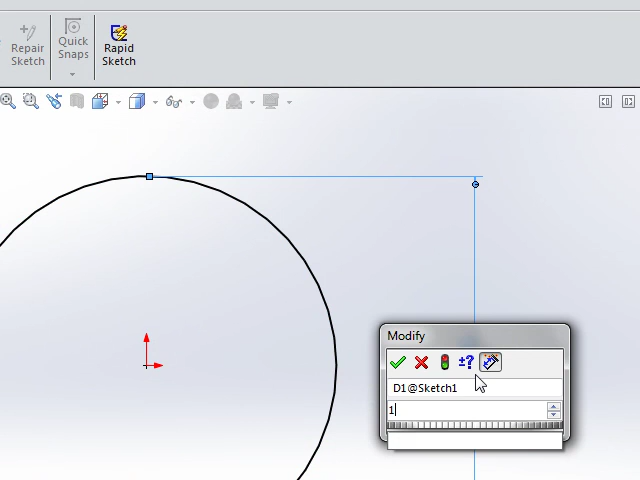 Repair
Sketch
Quick
Snaps
Rapid
Sketch
Modify
±?
D1@Sketch1
1